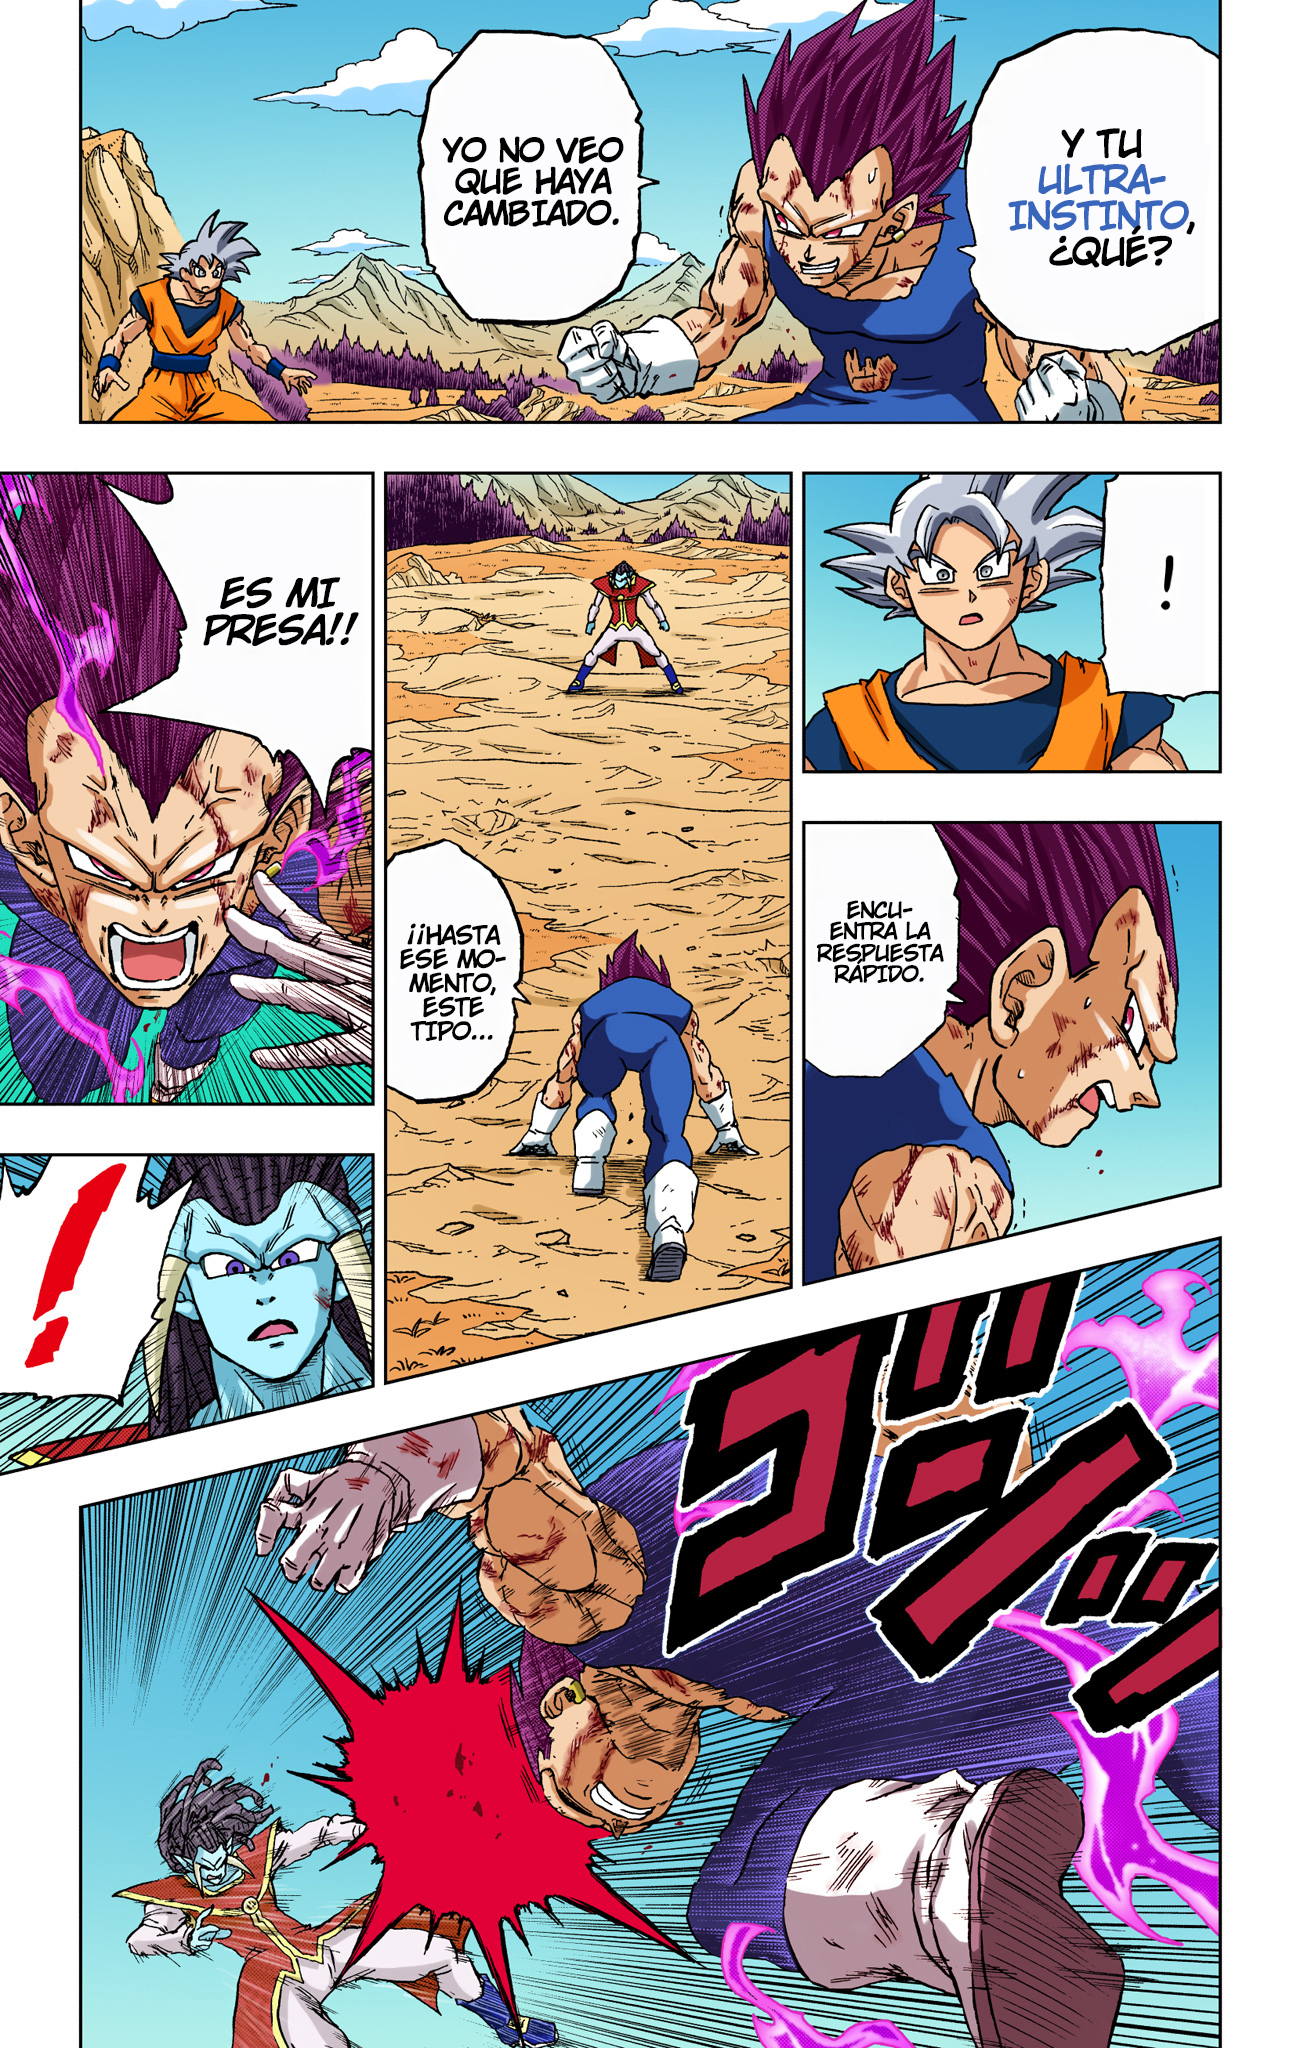 Y TU
ULTRA-
INSTINTO,
¿QUÉ?
YO NO VEO
QUE HAYA
CAMBIADO.
!
ENCU-
ENTRA LA
RESPUESTA
RÁPIDO.
¡¡HASTA
ESE MO-
MENTO,
ESTE
TIPO...
ES MI
PRESA!!
!